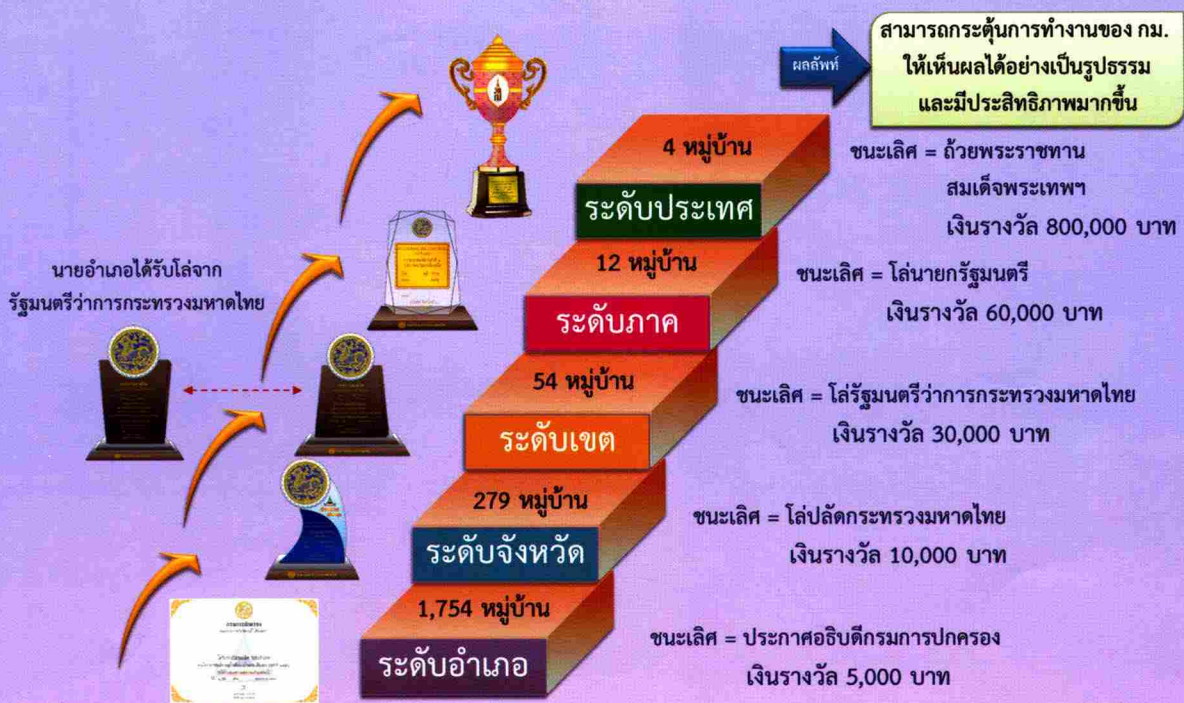 สามารถกระตุ้นการทำงานของ กม.
ให้เห็นผลได้อย่างเป็นรูปธรรม
และมีประสิทธิภาพมากขึ้น
ผลลัพท์
4 หมู่บ้าน
ระดับประเทศ
ชนะเลิศ = ถ้วยพระราชทาน
สมเด็จพระเทพฯ
เงินรางวัล 800,000 บาท
12 หมู่บ้าน
ระดับภาค
ชนะเลิศ = โล่นายกรัฐมนตรี
เงินรางวัล 60,000 บาท
นายอำเภอได้รับโล่จาก
รัฐมนตรีว่าการกระทรวงมหาดไทย
54 หมู่บ้าน
ระดับเขต
ชนะเลิศ = โล่รัฐมนตรีว่าการกระทรวงมหาดไทย
เงินรางวัล 30,000 บาท
279 หมู่บ้าน
ระดับจังหวัด
ชนะเลิศ = โล่ปลัดกระทรวงมหาดไทย
เงินรางวัล 10,000 บาท
1,754 หมู่บ้าน
ระดับอำเภอ
ชนะเลิศ = ประกาศอธิบดีกรมการปกครอง
เงินรางวัล 5,000 บาท
กรมการปกครอง